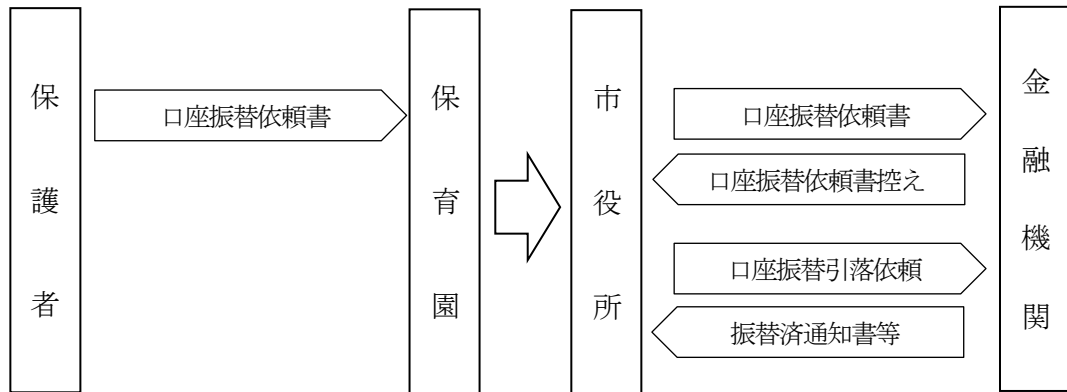 保護者
口座振替依頼書
保育園
市役所
口座振替依頼書
口座振替依頼書控え
口座振替引落依頼
振替済通知書等
金融機関